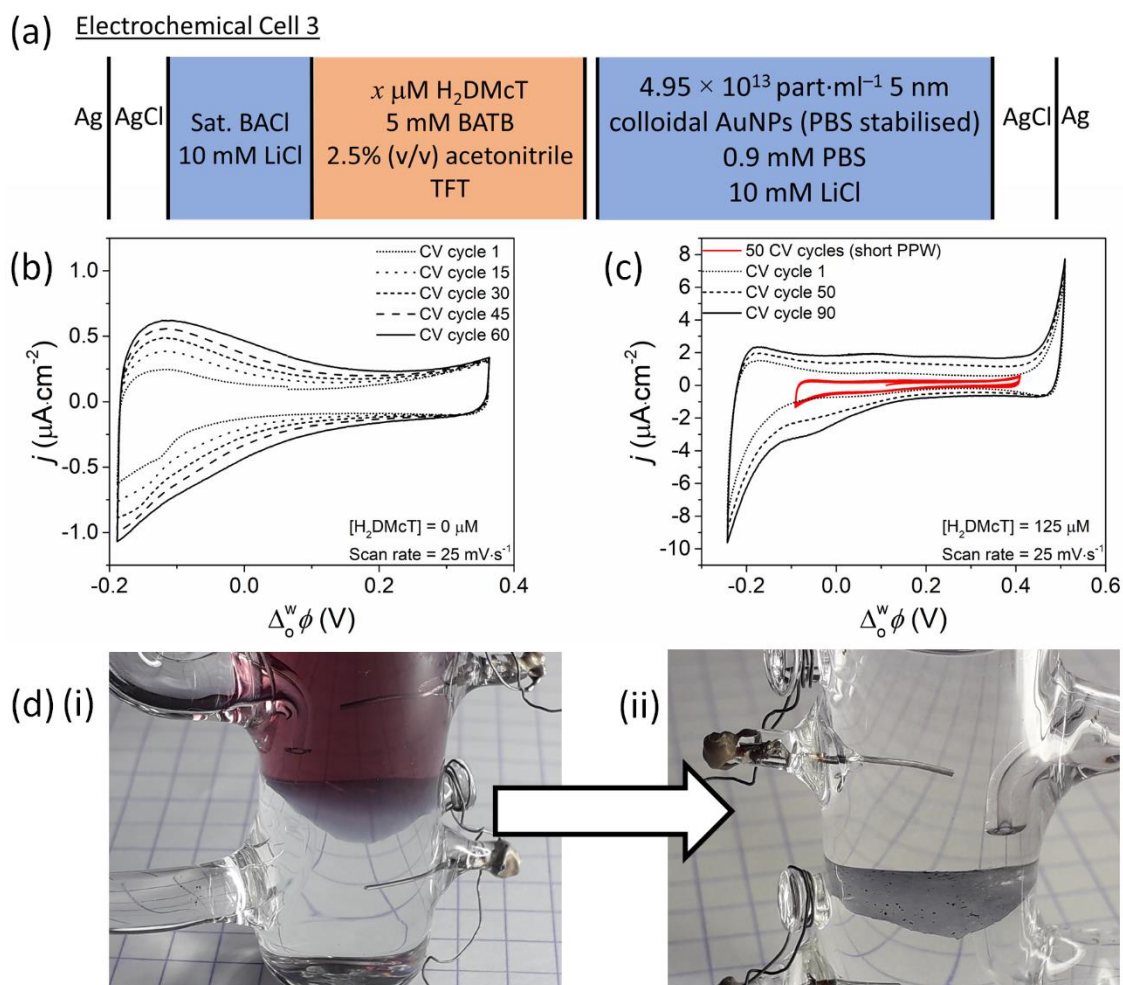 (a) Electrochemical Cell 3
Ag
AgCl
Sat. BACl
10 mM LiCl
x μM H₂DMcT
5 mM BATB
2.5% (v/v) acetonitrile
TFT
4.95 × 10¹³ part·ml⁻¹ 5 nm
colloidal AuNPs (PBS stabilised)
0.9 mM PBS
10 mM LiCl
AgCl
Ag
(b)
CV cycle 1
CV cycle 15
CV cycle 30
CV cycle 45
CV cycle 60
1.0
0.5
0.0
-0.5
-1.0
j (μA.cm⁻²)
[H₂DMcT] = 0 μM
Scan rate = 25 mV·s⁻¹
-0.2 0.0 0.2 0.4
Δ_o^w ϕ (V)
(c)
50 CV cycles (short PPW)
CV cycle 1
CV cycle 50
CV cycle 90
8
6
4
2
0
-2
-4
-6
-8
-10
j (μA.cm⁻²)
[H₂DMcT] = 125 μM
Scan rate = 25 mV·s⁻¹
-0.2 0.0 0.2 0.4 0.6
Δ_o^w ϕ (V)
(d) (i)
(ii)